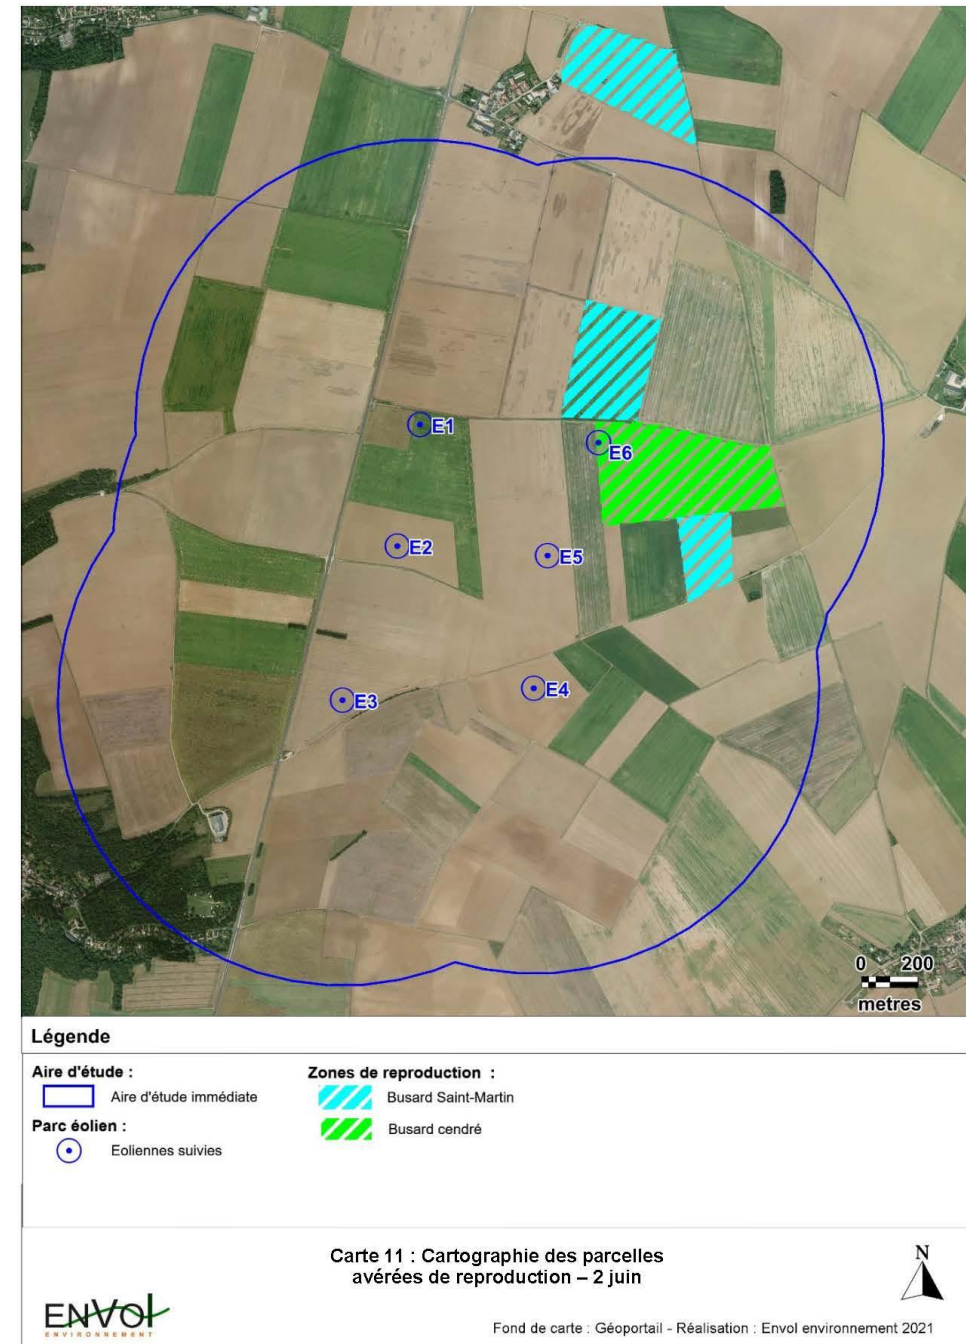 E1
E6
E2
E5
E3
E4
0 200
metres
Légende
Aire d'étude :
Aire d'étude immédiate
Parc éolien :
Eoliennes suivies
Zones de reproduction :
Busard Saint-Martin
Busard cendré
Carte 11 : Cartographie des parcelles
avérées de reproduction – 2 juin
N
ENVOl
ENVIRONNEMENT
Fond de carte : Géoportail - Réalisation : Envol environnement 2021